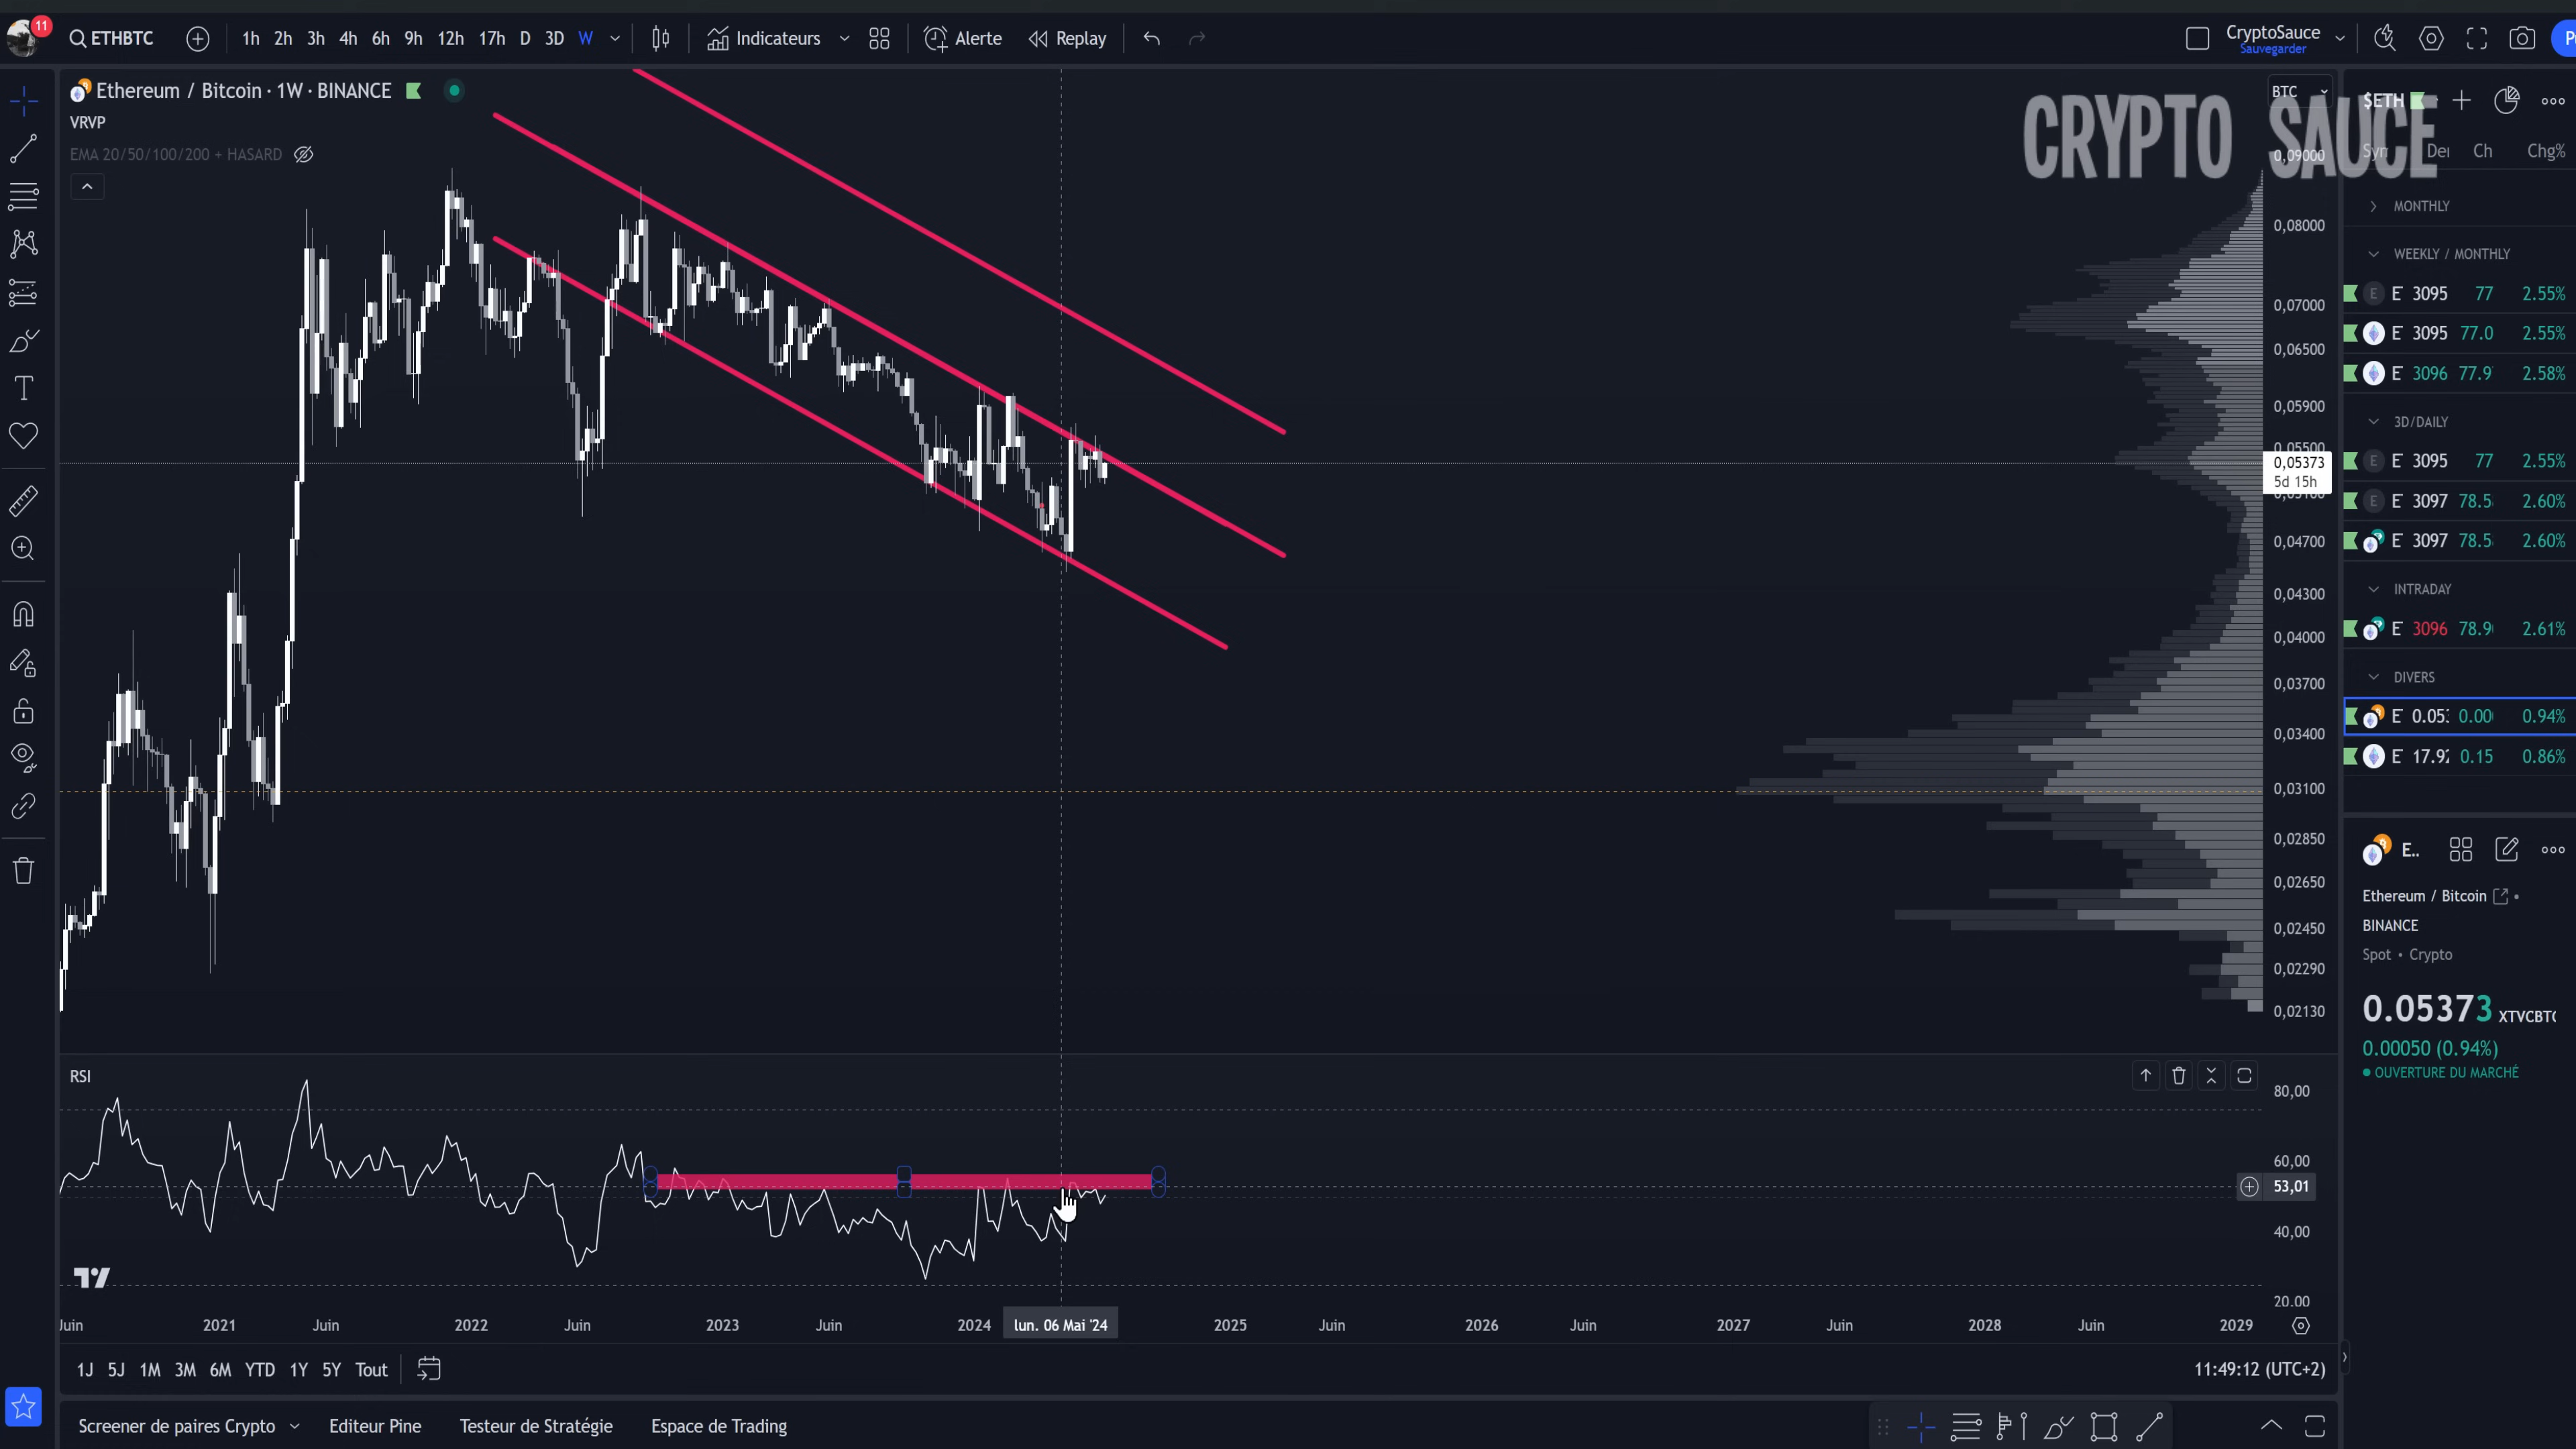 11
ETHBTC 1h 2h 3h 4h 6h 9h 12h 17h D 3D W Indicateurs Alerte Replay CryptoSauce
Sauvegarder
Ethereum / Bitcoin · 1W · BINANCE
VRVP
EMA 20/50/100/200 + HASARD
CRYPTO SAUCE
BTC
$ETH
Chg%
Ch
0,09000
0,08000
0,07000
0,06500
0,05900
0,05500
0,05373
5d 15h
0,04700
0,04300
0,04000
0,03700
0,03400
0,03100
0,02850
0,02650
0,02450
0,02290
0,02130
MONTHLY
WEEKLY / MONTHLY
E 3095 77 2.55%
E 3095 77.0 2.55%
E 3096 77.9 2.58%
3D/DAILY
E 3095 77 2.55%
E 3097 78.5 2.60%
E 3097 78.5 2.60%
INTRADAY
E 3096 78.9 2.61%
DIVERS
E 0.05 0.00 0.94%
E 17.9 0.15 0.86%
E..
Ethereum / Bitcoin
BINANCE
Spot • Crypto
0.05373 XTVCBTC
0.00050 (0.94%)
OUVERTURE DU MARCHÉ
RSI
80,00
60,00
53,01
40,00
20,00
Juin 2021 Juin 2022 Juin 2023 Juin 2024 lun. 06 Mai '24 2025 Juin 2026 Juin 2027 Juin 2028 Juin 2029
1J 5J 1M 3M 6M YTD 1Y 5Y Tout
11:49:12 (UTC+2)
Screener de paires Crypto Editeur Pine Testeur de Stratégie Espace de Trading